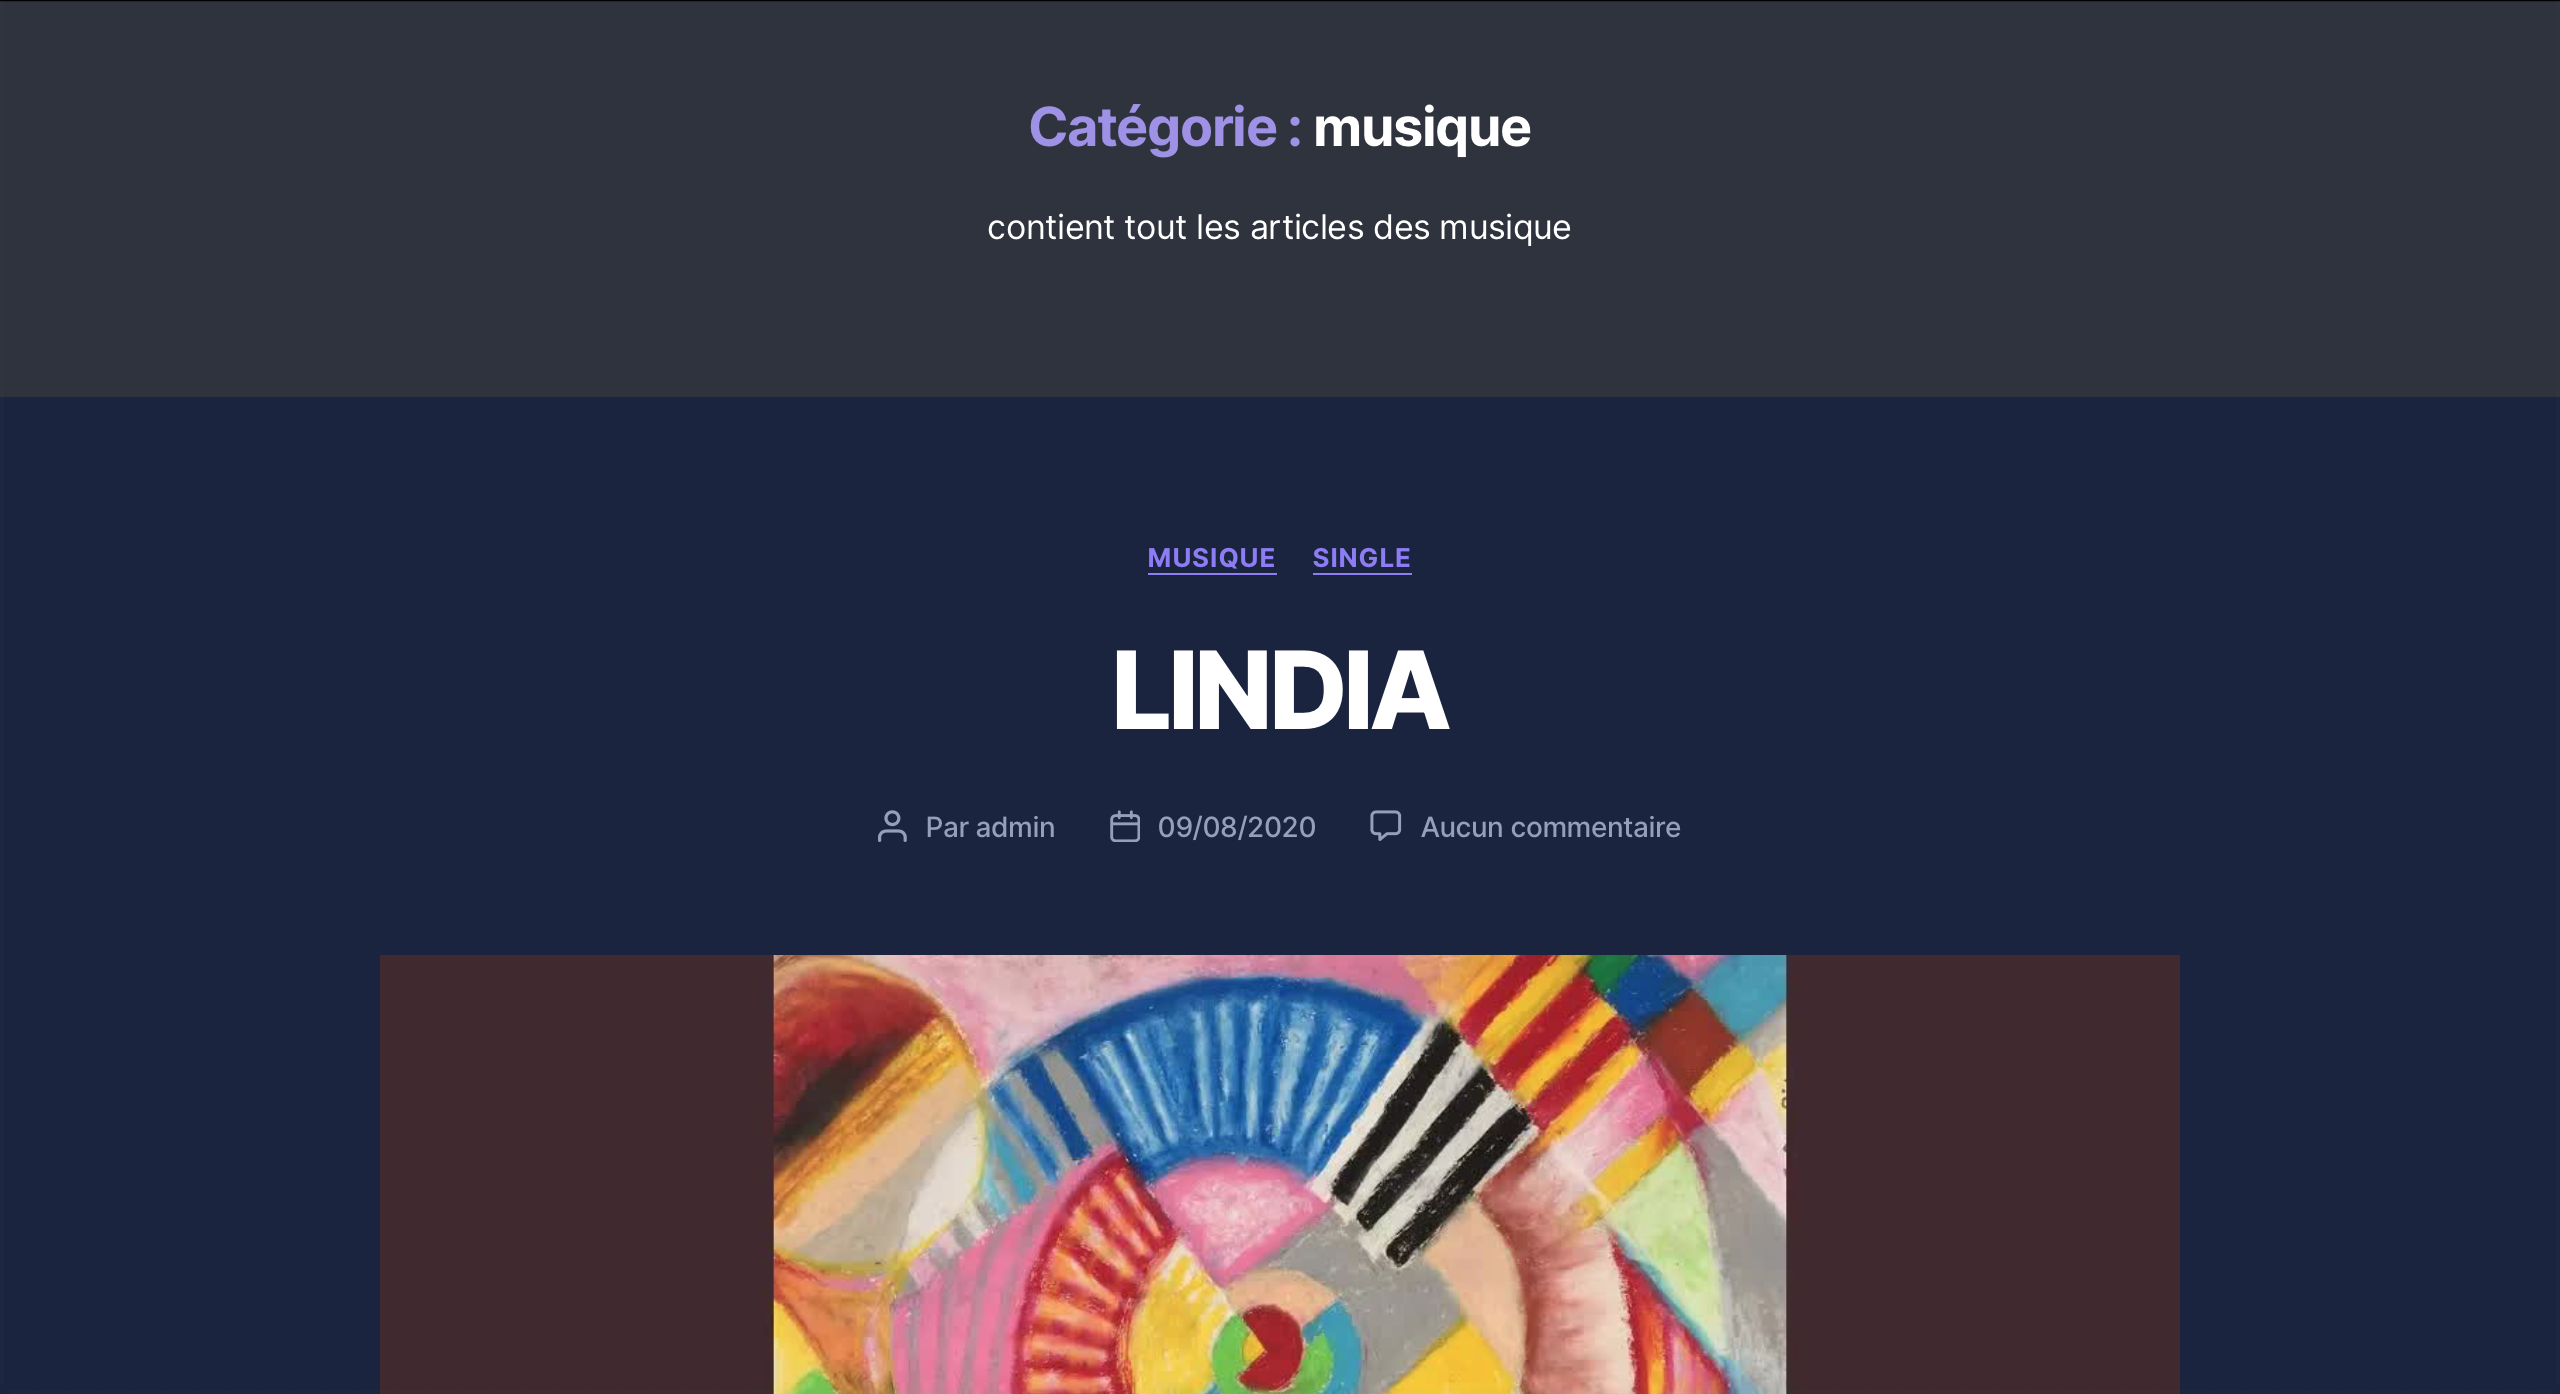 Catégorie : musique
contient tout les articles des musique
MUSIQUE SINGLE
LINDIA
Par admin 09/08/2020 Aucun commentaire